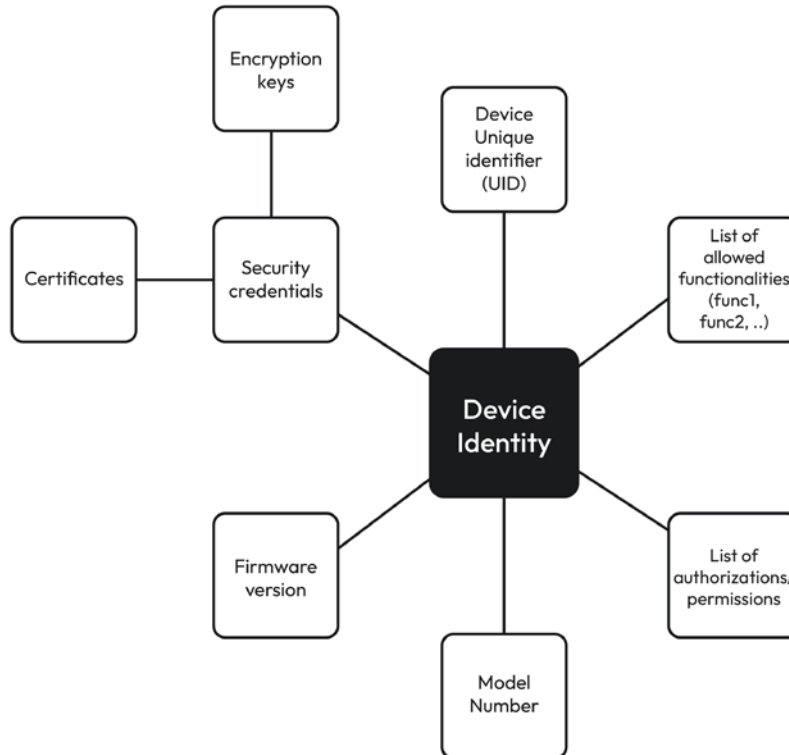 Encryption
keys
Device
Unique
identifier
(UID)
List of
allowed
functionalities
(func1,
func2, ..)
Certificates
Security
credentials
Device
Identity
Firmware
version
List of
authorizations/
permissions
Model
Number